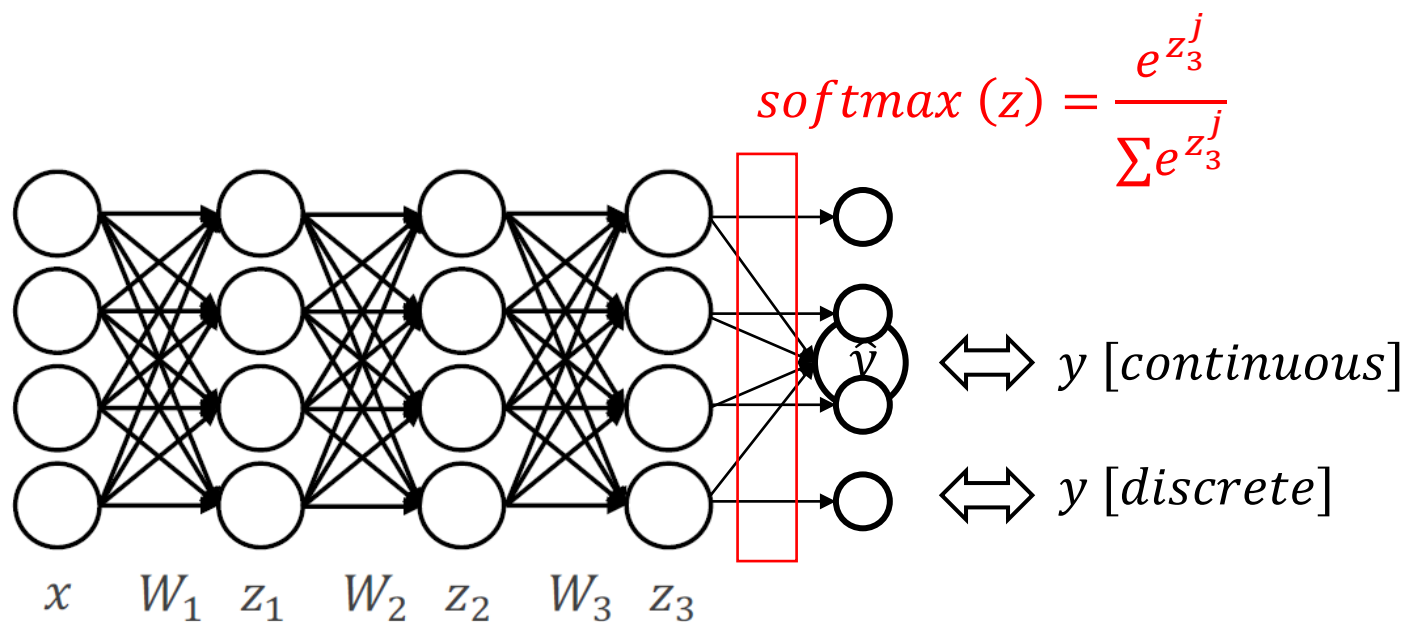 softmax (z) = e^{z_3^j} / ∑e^{z_3^j}
ŷ
y [continuous]
y [discrete]
x W₁ z₁ W₂ z₂ W₃ z₃